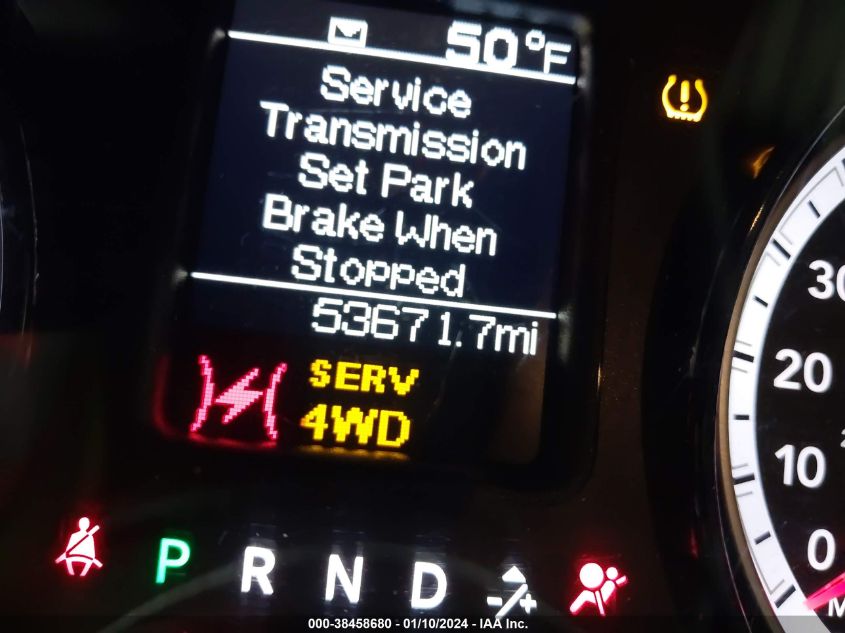 50°F
Service
Transmission
Set Park
Brake When
Stopped
53671.7mi
SERV
4WD
P R N D
- +
30
20
10
0
000-38458680 - 01/10/2024 - IAA Inc.